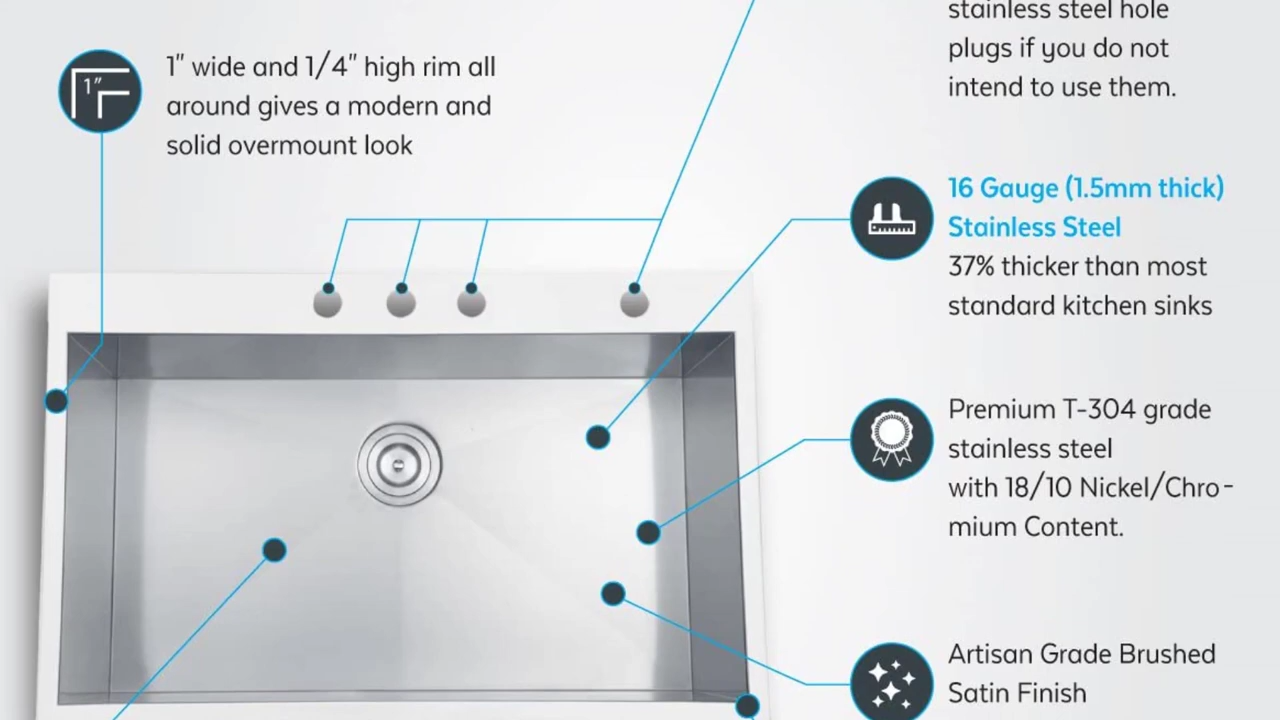 stainless steel hole
plugs if you do not
intend to use them.
1"
1" wide and 1/4" high rim all
around gives a modern and
solid overmount look
16 Gauge (1.5mm thick)
Stainless Steel
37% thicker than most
standard kitchen sinks
Premium T-304 grade
stainless steel
with 18/10 Nickel/Chro-
mium Content.
Artisan Grade Brushed
Satin Finish